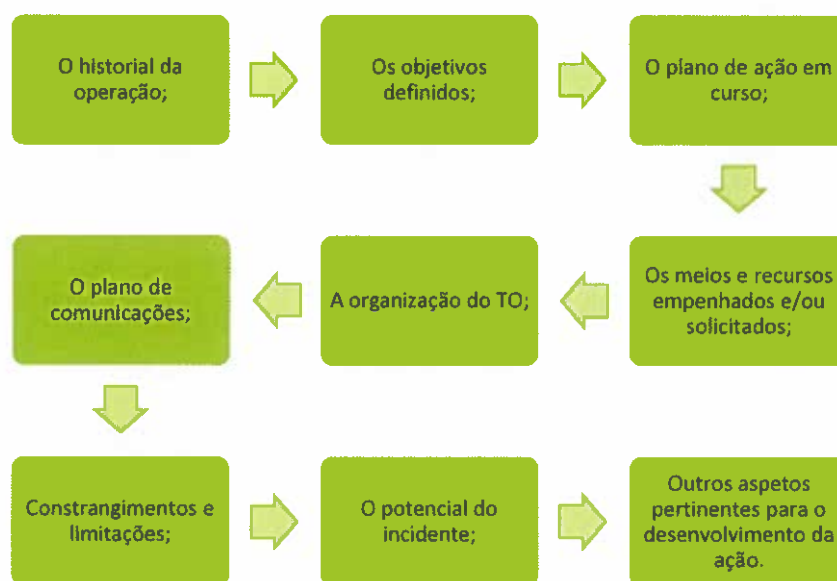 O historial da
operação;
Os objetivos
definidos;
O plano de ação em
curso;
Os meios e recursos
empenhados e/ou
solicitados;
A organização do TO;
O plano de
comunicações;
Constrangimentos e
limitações;
O potencial do
incidente;
Outros aspetos
pertinentes para o
desenvolvimento da
ação.